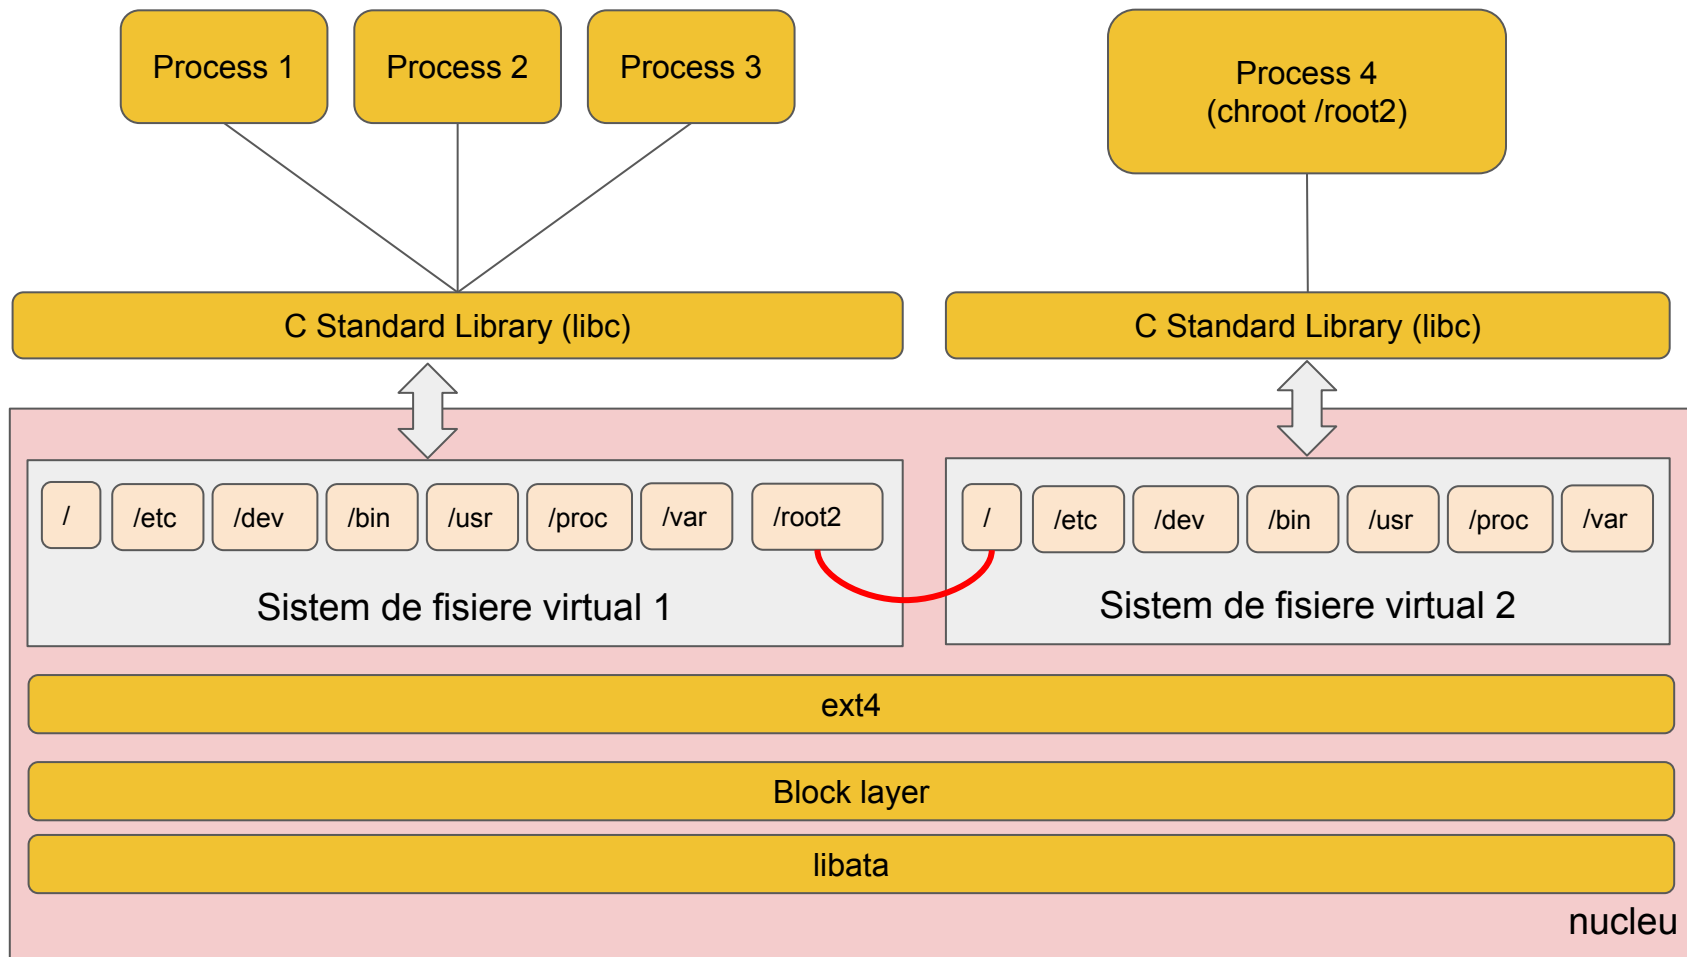 Process 1
Process 2
Process 3
Process 4
(chroot /root2)
C Standard Library (libc)
C Standard Library (libc)
/
/etc
/dev
/bin
/usr
/proc
/var
/root2
Sistem de fisiere virtual 1
/
/etc
/dev
/bin
/usr
/proc
/var
Sistem de fisiere virtual 2
ext4
Block layer
libata
nucleu